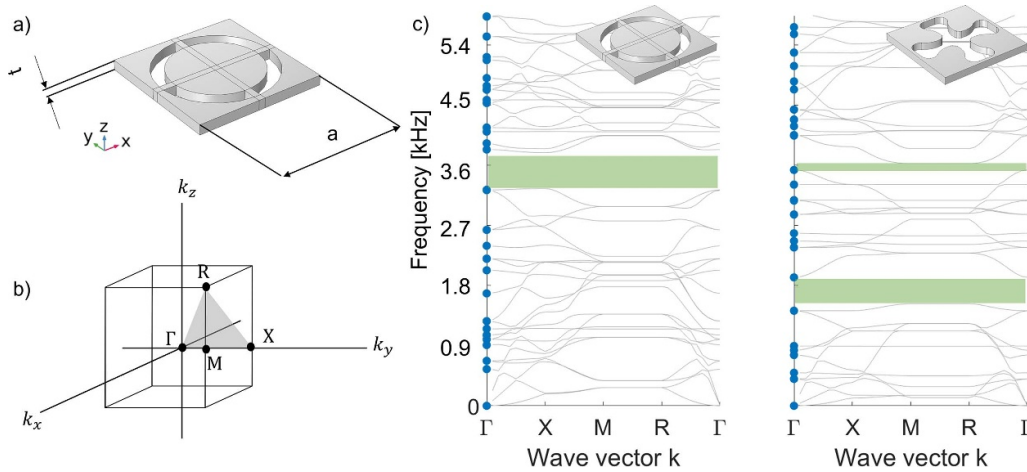 a)
t
a
z
y
x
b)
k_z
R
Γ
X
M
k_y
k_x
c)
Frequency [kHz]
5.4
4.5
3.6
2.7
1.8
0.9
0
Γ X M R Γ
Wave vector k
Γ X M R Γ
Wave vector k